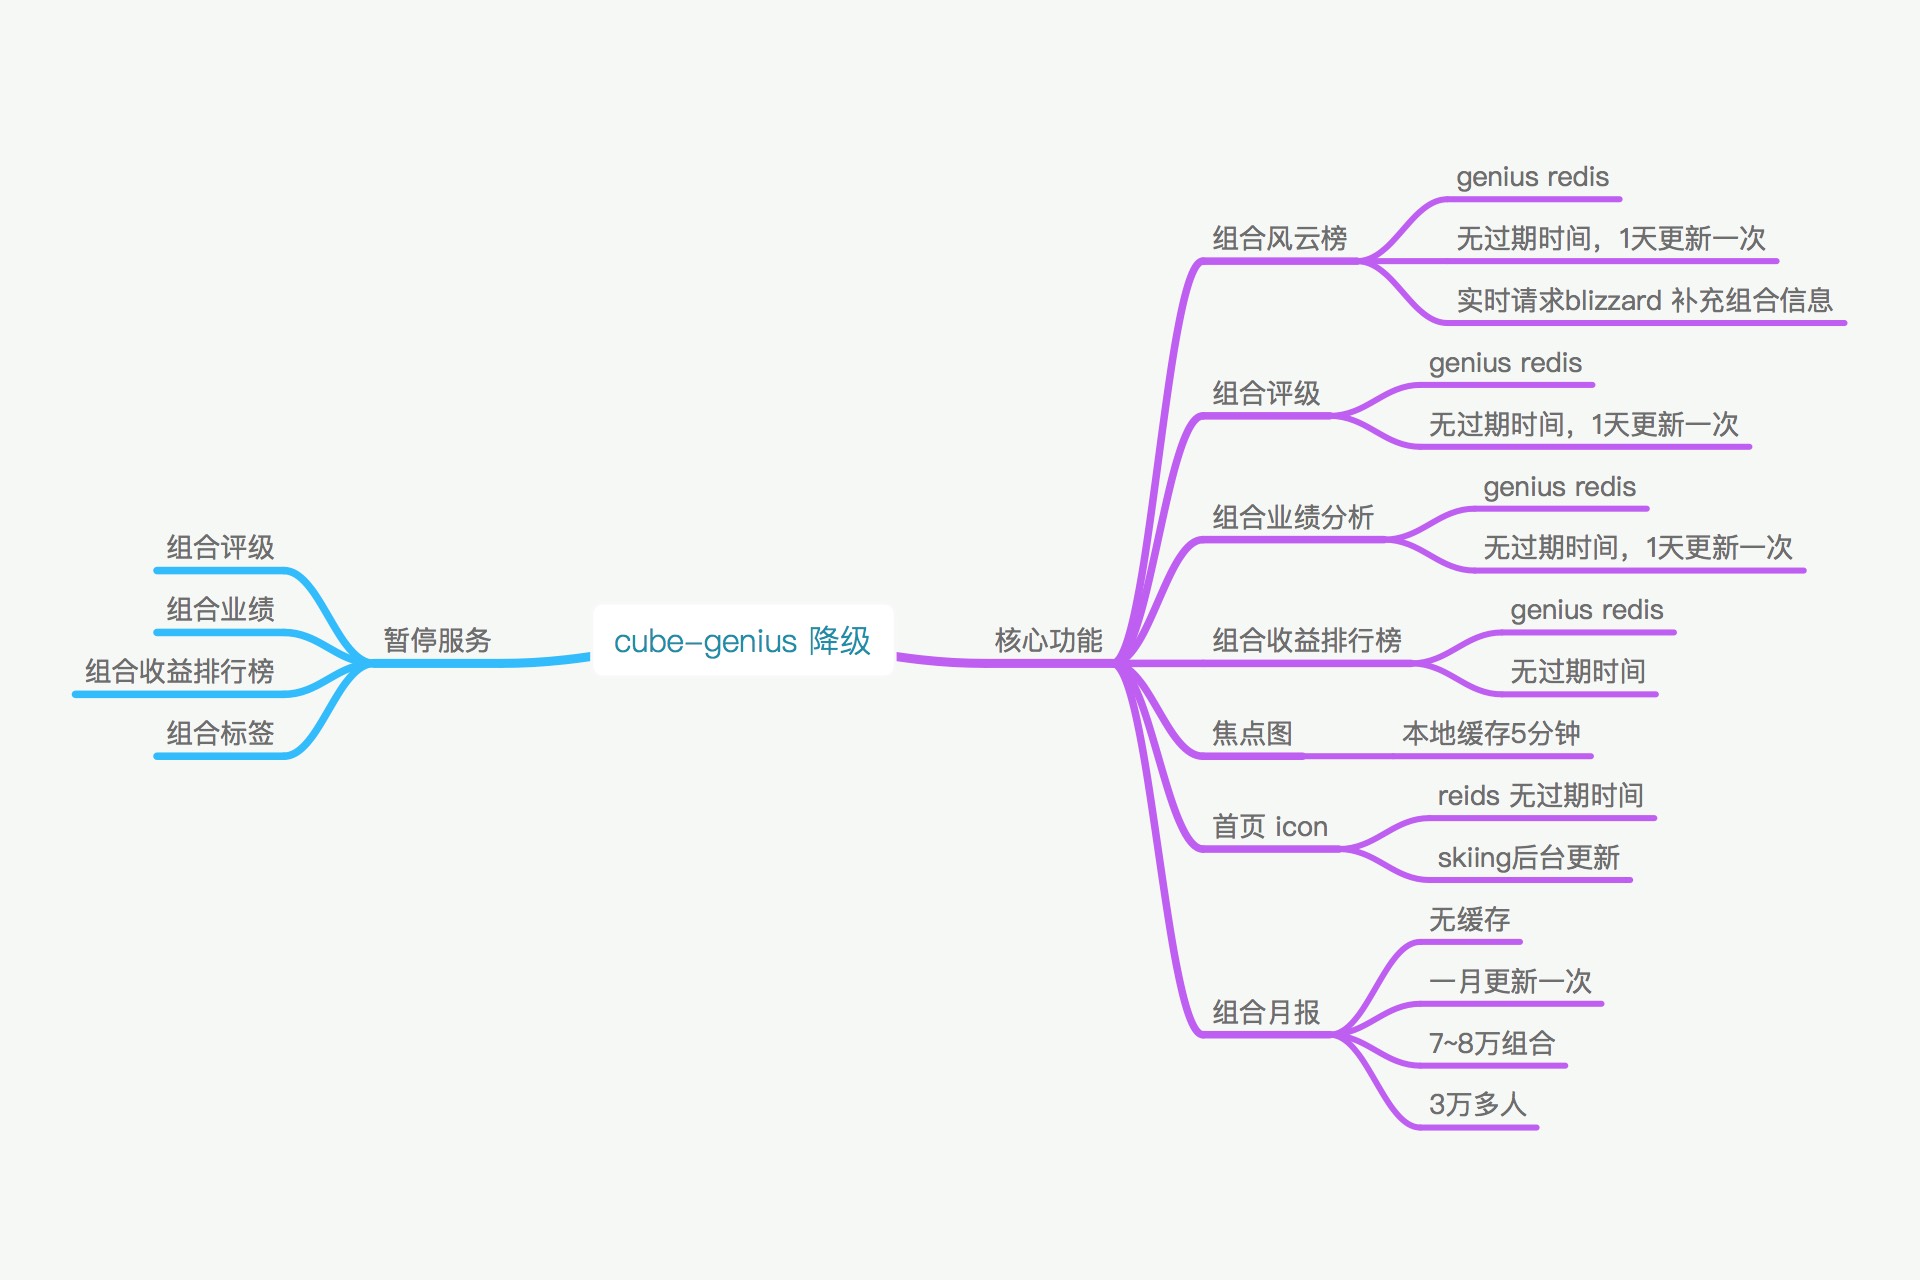 cube-genius 降级
核心功能
组合风云榜
genius redis
无过期时间，1天更新一次
实时请求blizzard 补充组合信息
组合评级
genius redis
无过期时间，1天更新一次
组合业绩分析
genius redis
无过期时间，1天更新一次
组合收益排行榜
genius redis
无过期时间
焦点图
本地缓存5分钟
首页 icon
reids 无过期时间
skiing后台更新
组合月报
无缓存
一月更新一次
7~8万组合
3万多人
暂停服务
组合评级
组合业绩
组合收益排行榜
组合标签